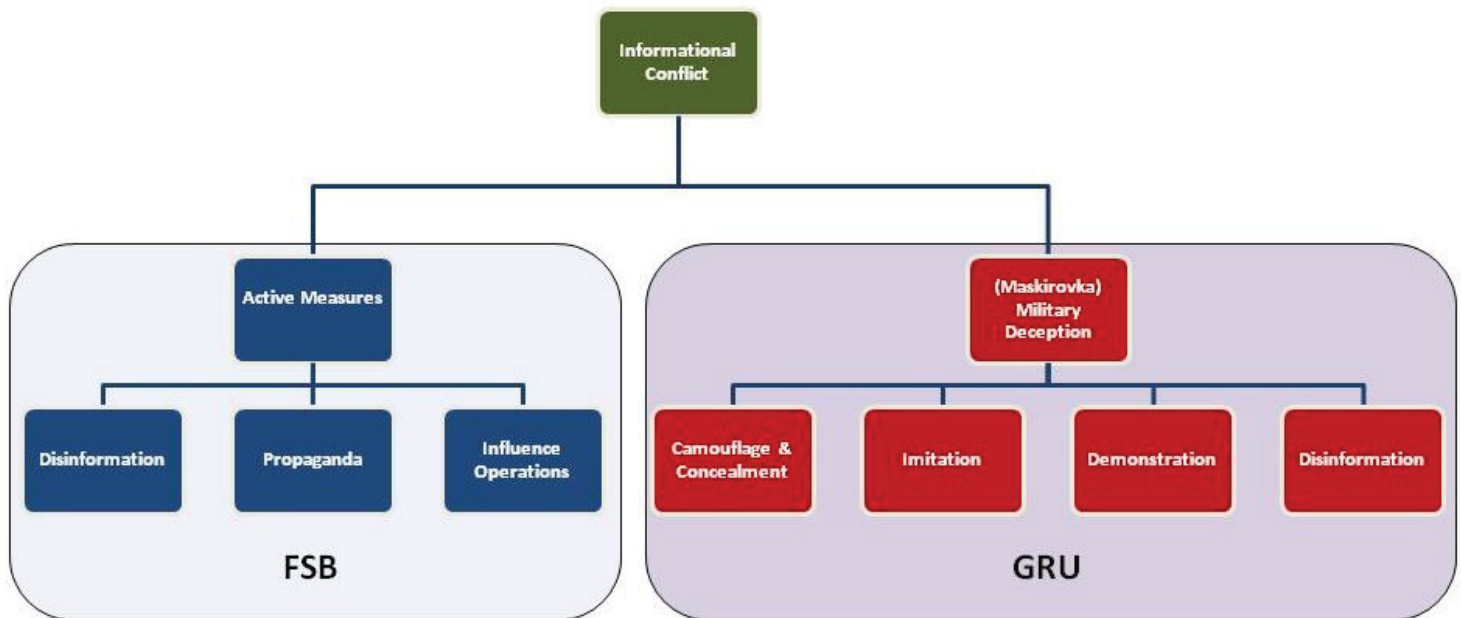 Informational
Conflict
Active Measures
(Maskirovka)
Military
Deception
Disinformation
Propaganda
Influence
Operations
Camouflage &
Concealment
Imitation
Demonstration
Disinformation
FSB
GRU